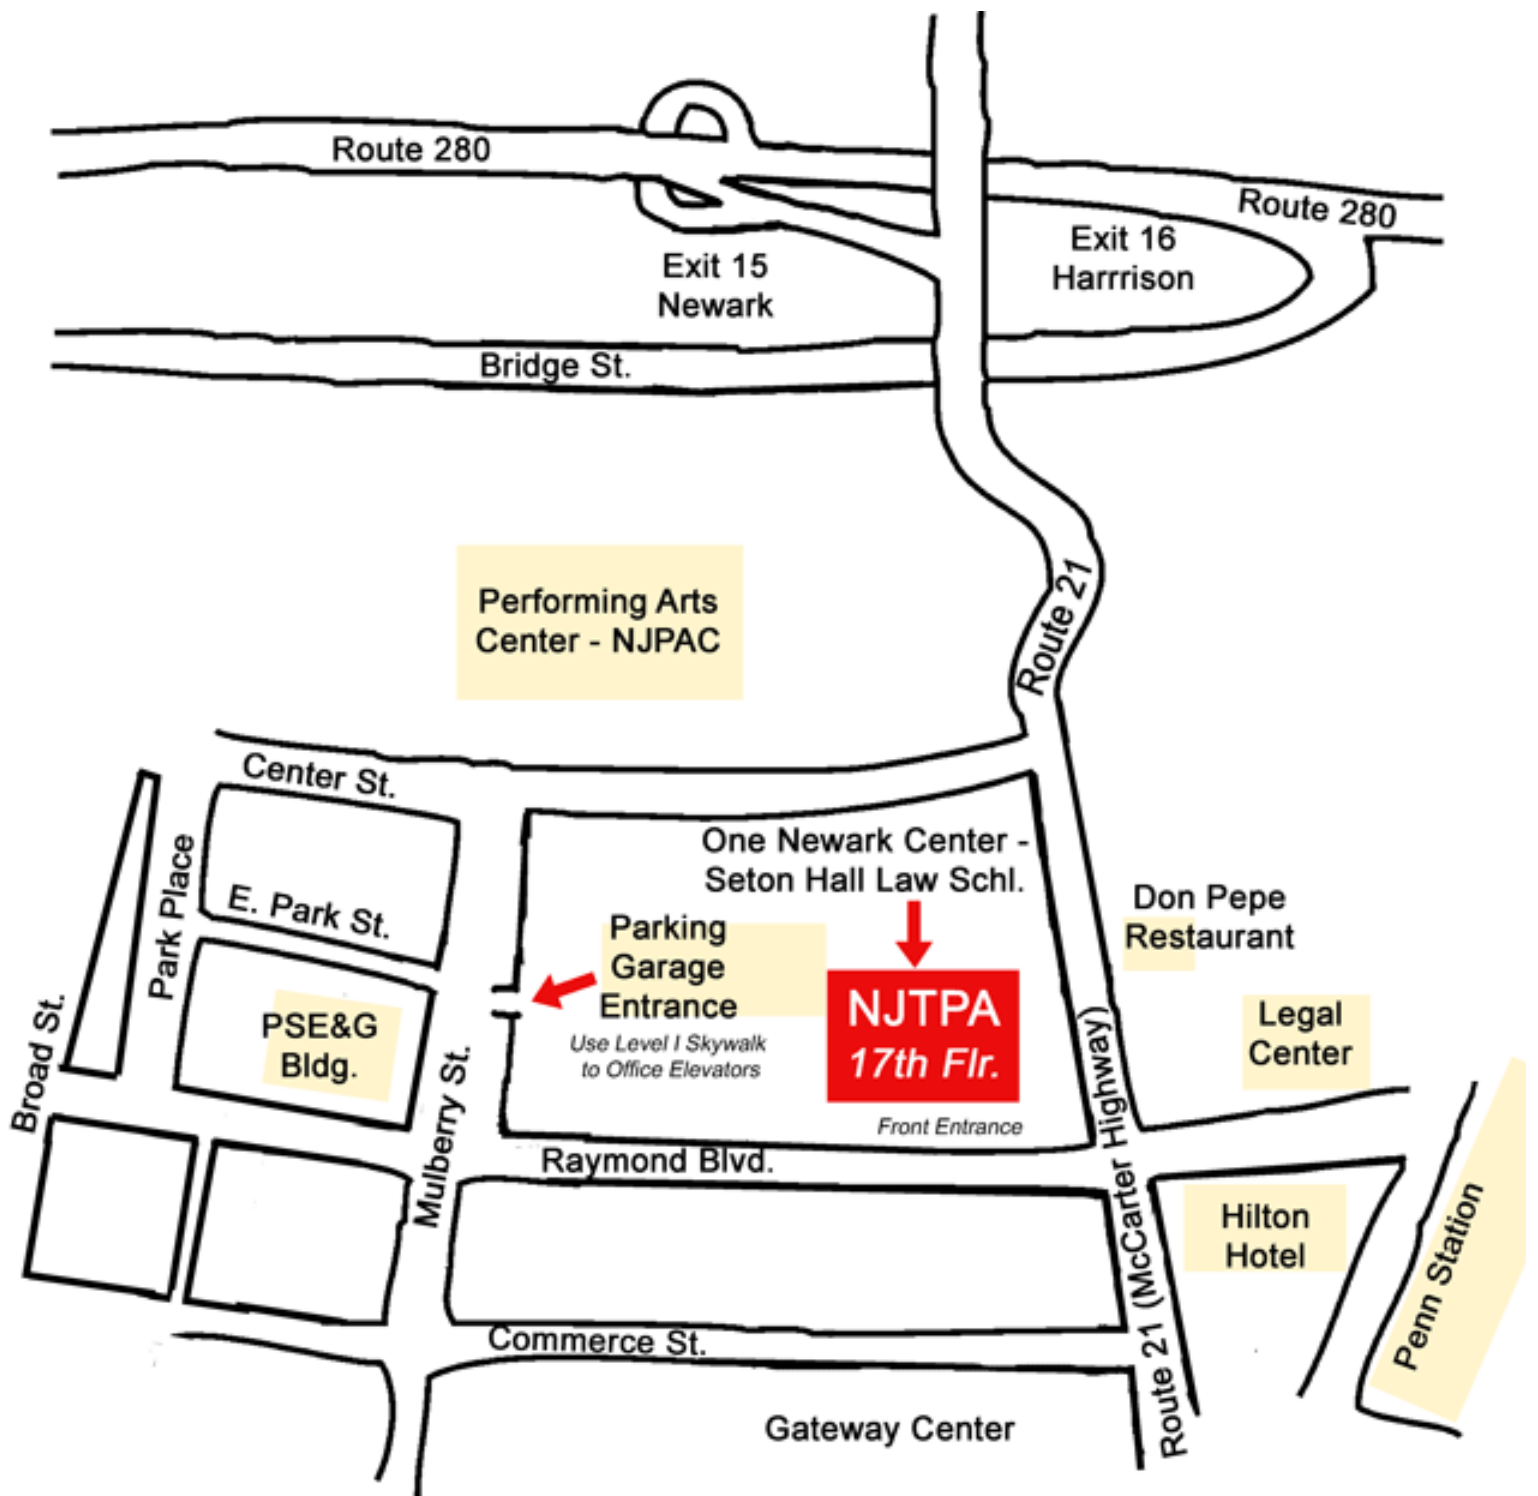 Route 280
Route 280
Exit 15
Newark
Exit 16
Harrrison
Bridge St.
Performing Arts
Center - NJPAC
Route 21
Center St.
One Newark Center -
Seton Hall Law Schl.
Park Place
E. Park St.
Don Pepe
Restaurant
Parking
Garage
Entrance
Use Level I Skywalk
to Office Elevators
NJTPA
17th Flr.
Front Entrance
Legal
Center
PSE&G
Bldg.
Broad St.
Mulberry St.
Raymond Blvd.
Route 21 (McCarter Highway)
Hilton
Hotel
Penn Station
Commerce St.
Gateway Center